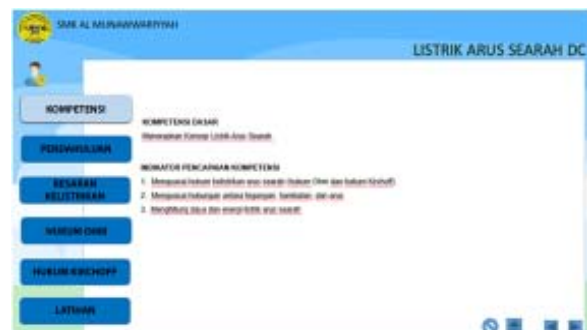 SMK AL MUNAWWARIYYAH
LISTRIK ARUS SEARAH DC
KOMPETENSI
PENDAHULUAN
BESARAN
KELISTRIKAN
HUKUM OHM
HUKUM KIRCHOFF
LATIHAN
KOMPETENSI DASAR
Menerapkan Konsep Listrik Arus Searah
INDIKATOR PENCAPAIAN KOMPETENSI
1. Menguasai hukum kelistrikan arus searah (hukum Ohm dan hukum Kirchoff)
2. Menguasai hubungan antara tegangan, hambatan, dan arus
3. Menghitung daya dan energi listrik arus searah